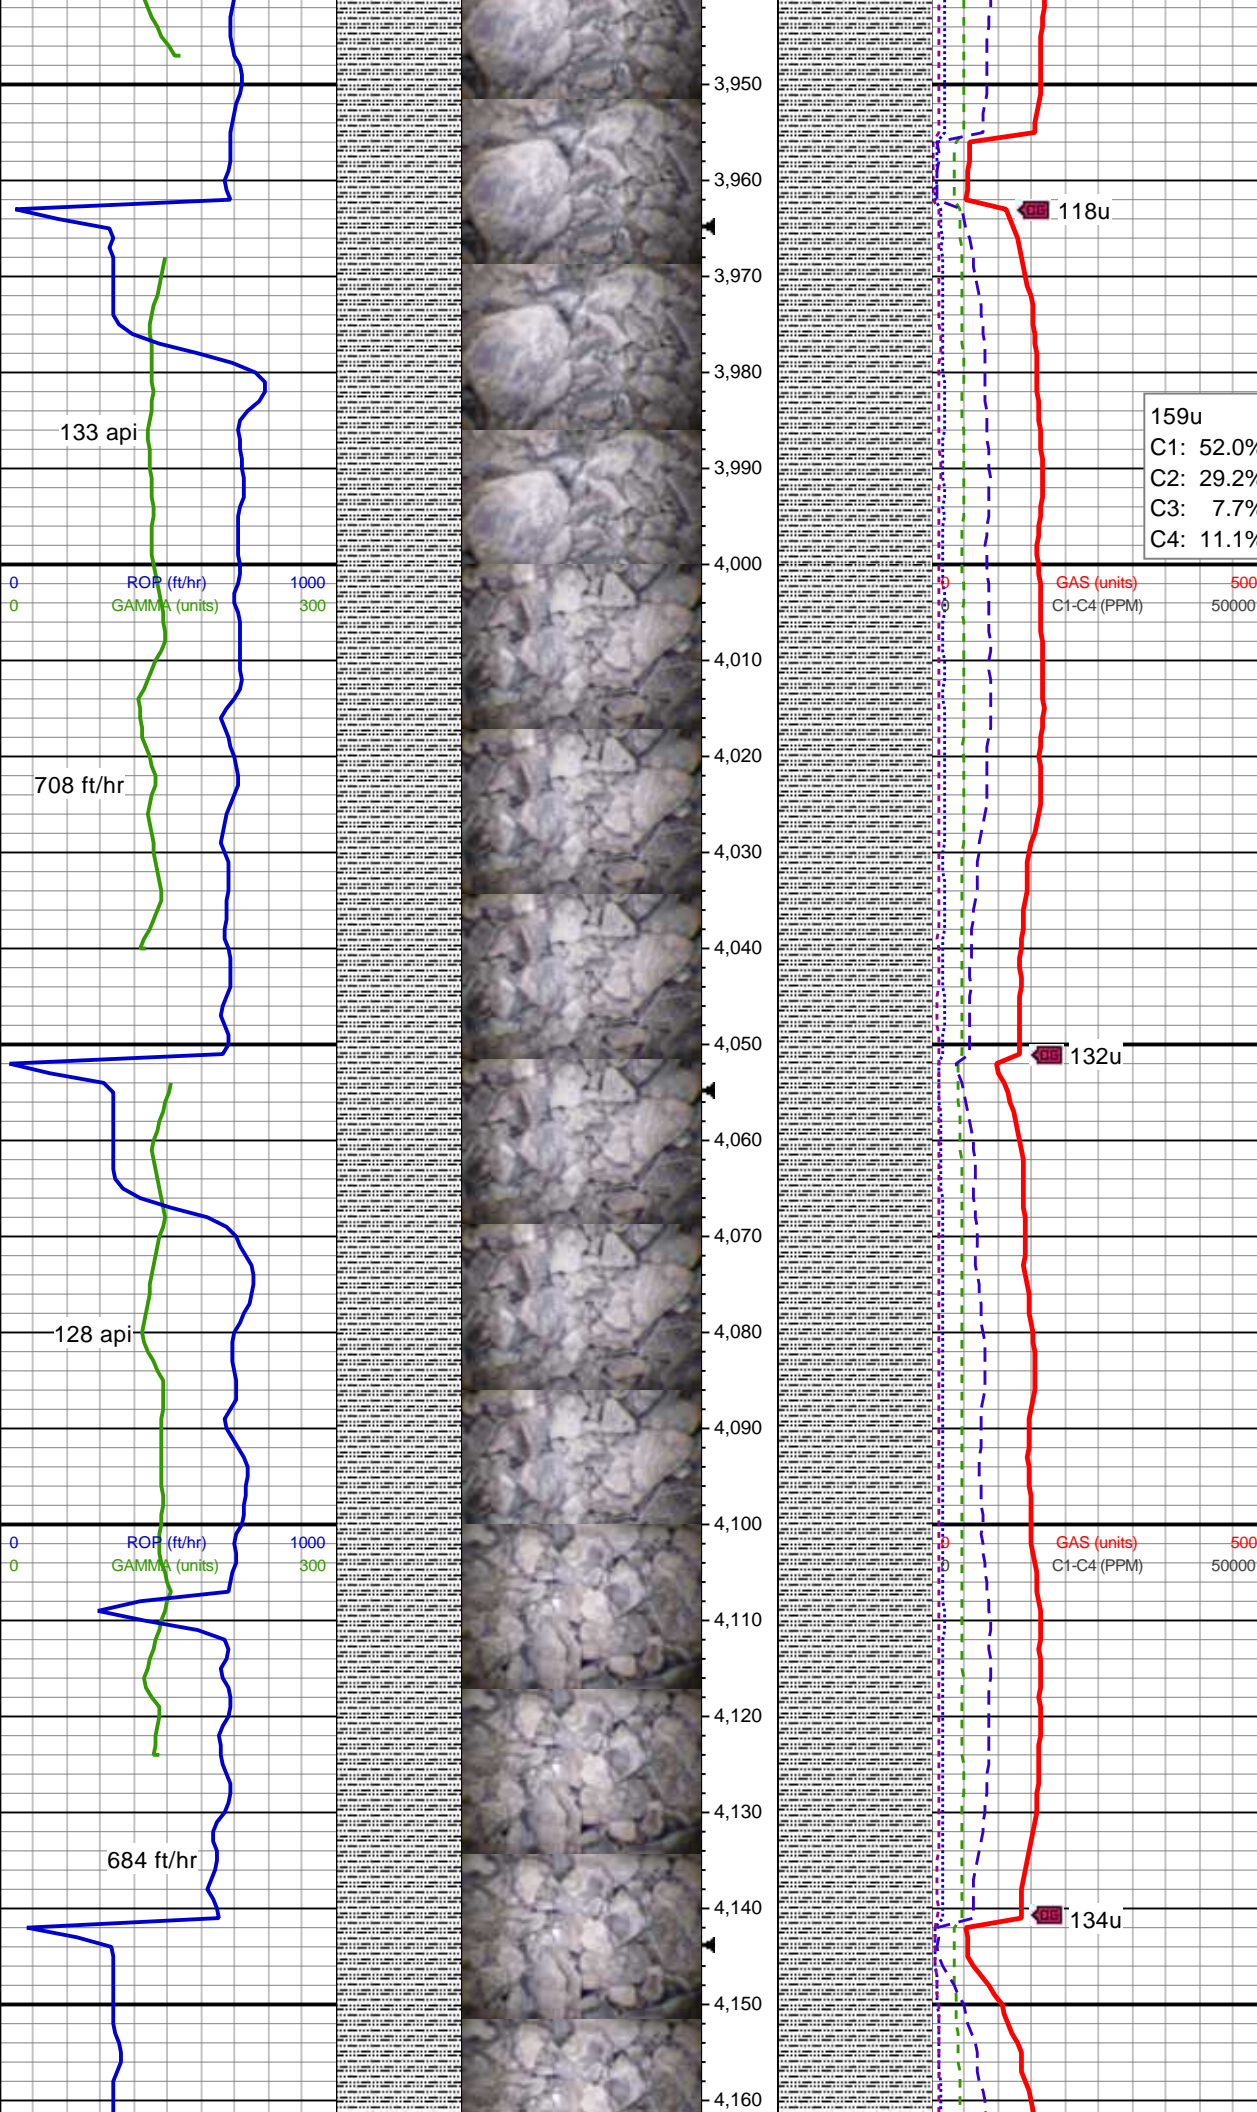 3,950
3,960
CG 118u
3,970
3,980
133 api
159u
C1: 52.0%
3,990
C2: 29.2%
C3: 7.7%
C4: 11.1%
4,000
0 ROP (ft/hr) 1000
0 GAS (units) 500
0 GAMMA (units) 300
0 C1-C4 (PPM) 50000
4,010
4,020
708 ft/hr
4,030
4,040
4,050
CG 132u
4,060
4,070
4,080
128 api
4,090
4,100
0 ROP (ft/hr) 1000
0 GAS (units) 500
0 GAMMA (units) 300
0 C1-C4 (PPM) 50000
4,110
4,120
4,130
684 ft/hr
4,140
CG 134u
4,150
4,160